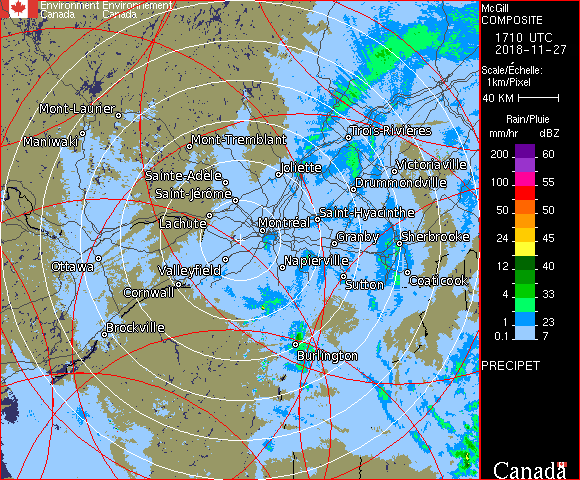 Environment Environnement
Canada Canada
McGill
COMPOSITE
1710 UTC
2018-11-27
Scale/Échelle:
1km/Pixel
40 KM
Rain/Pluie
mm/hr dBZ
200 60
100 55
50 50
24 45
12 40
4 33
1 23
0.1 7
PRECIPET
Canada
Mont-Laurier
Maniwaki
Mont-Tremblant
Trois-Rivières
Sainte-Adèle
Joliette
Victoriaville
Saint-Jérôme
Drummondville
Lachute
Montréal
Saint-Hyacinthe
Granby
Sherbrooke
Ottawa
Valleyfield
Napierville
Sutton
Coaticook
Cornwall
Brockville
Burlington